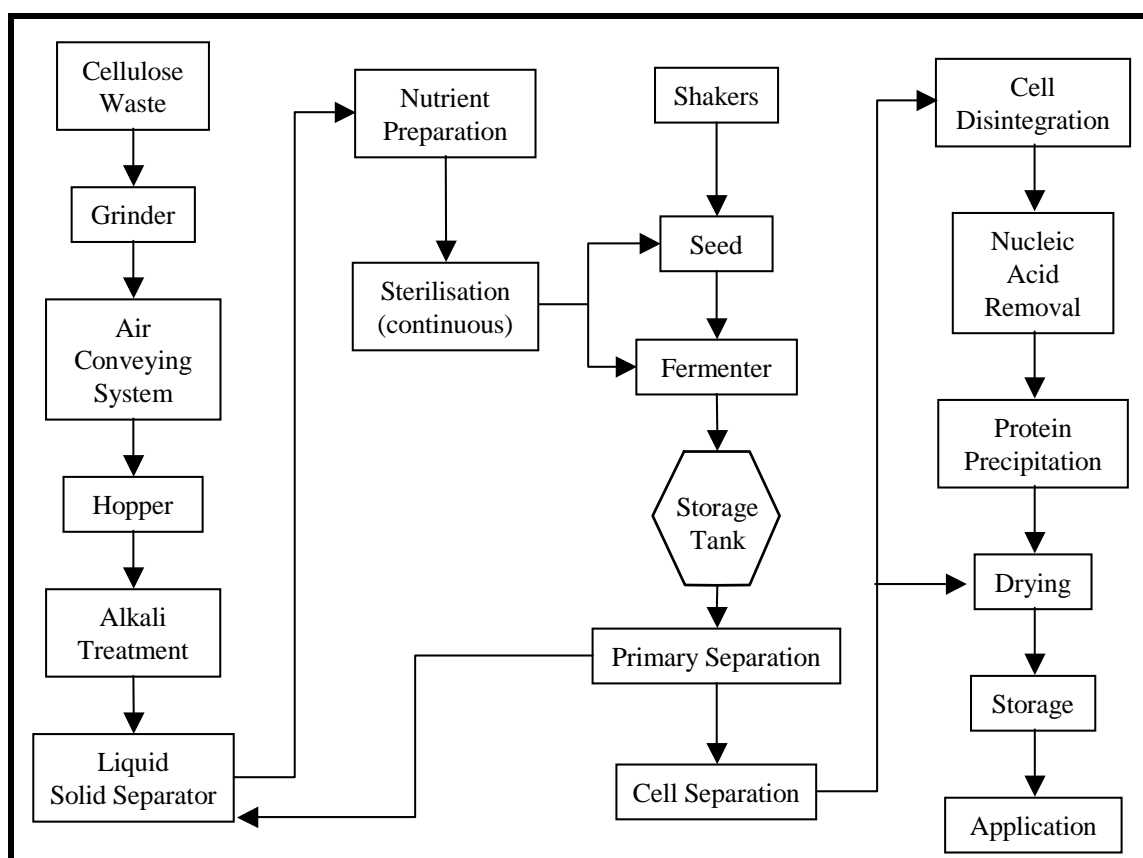 Cellulose
Waste
Grinder
Air
Conveying
System
Hopper
Alkali
Treatment
Liquid
Solid Separator
Nutrient
Preparation
Sterilisation
(continuous)
Shakers
Seed
Fermenter
Storage
Tank
Primary Separation
Cell Separation
Cell
Disintegration
Nucleic
Acid
Removal
Protein
Precipitation
Drying
Storage
Application